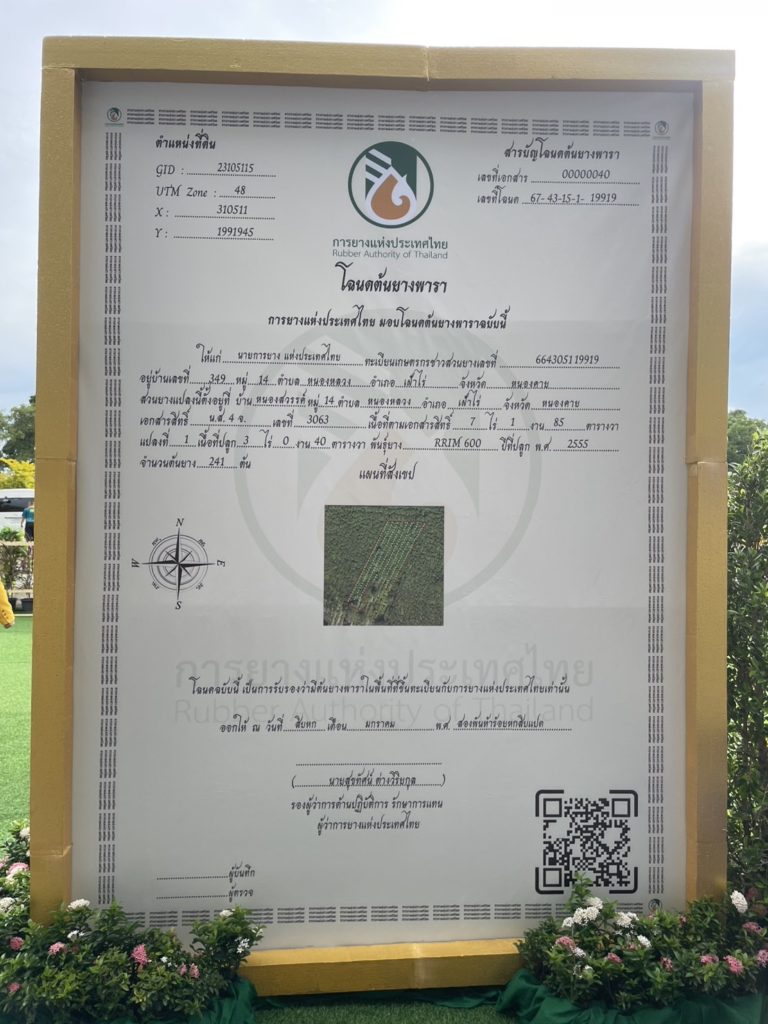 ตำแหน่งที่ดิน
GID : 23105115
UTM Zone : 48
X : 310511
Y : 1991945
การยางแห่งประเทศไทย
Rubber Authority of Thailand
สารบัญโฉนดต้นยางพารา
เลขที่เอกสาร 00000040
เลขที่โฉนด 67-43-15-1-19919
โฉนดต้นยางพารา
การยางแห่งประเทศไทย มอบโฉนดต้นยางพาราฉบับนี้
ให้แก่ นายการยาง แห่งประเทศไทย ทะเบียนเกษตรกรชาวสวนยางเลขที่ 664305119919
อยู่บ้านเลขที่ 349 หมู่ 14 ตำบล หนองหลวง อำเภอ เฝ้าไร่ จังหวัด หนองคาย
สวนยางแปลงนี้ตั้งอยู่ที่ บ้าน หนองสวรรค์ หมู่ 14 ตำบล หนองหลวง อำเภอ เฝ้าไร่ จังหวัด หนองคาย
เอกสารสิทธิ์ น.ส. 4 จ. เลขที่ 3063 เนื้อที่ตามเอกสารสิทธิ์ 7 ไร่ 1 งาน 85 ตารางวา
แปลงที่ 1 เนื้อที่ปลูก 3 ไร่ 0 งาน 40 ตารางวา พันธุ์ยาง RRIM 600 ปีที่ปลูก พ.ศ. 2555
จำนวนต้นยาง 241 ต้น
แผนที่สังเขป
N
W
E
S
การยางแห่งประเทศไทย
Rubber Authority of Thailand
โฉนดฉบับนี้ เป็นการรับรองว่ามีต้นยางพาราในพื้นที่ที่ขึ้นทะเบียนกับการยางแห่งประเทศไทยเท่านั้น
ออกให้ ณ วันที่ สิบหก เดือน มกราคม พ.ศ. สองพันห้าร้อยหกสิบแปด
( นายสุขทัศน์ ต่างวิริยกุล )
รองผู้ว่าการด้านปฏิบัติการ รักษาการแทน
ผู้ว่าการยางแห่งประเทศไทย
ผู้บันทึก
ผู้ตรวจ